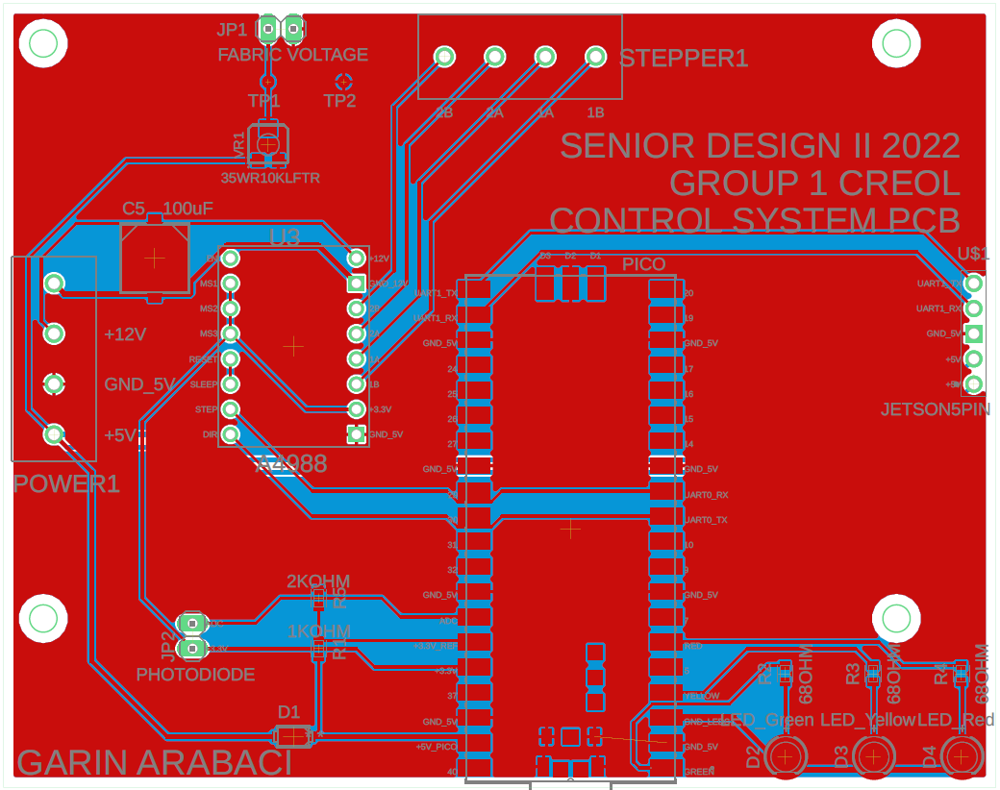 JP1
FABRIC VOLTAGE
TP1
TP2
VR1
35WR10KLFTR
STEPPER1
2B
2A
1A
1B
SENIOR DESIGN II 2022
GROUP 1 CREOL
CONTROL SYSTEM PCB
C5
100uF
U3
EN
MS1
MS2
MS3
RESET
SLEEP
STEP
DIR
+12V
GND_12V
2B
2A
1A
1B
+3.3V
GND_5V
A4988
+12V
GND_5V
+5V
POWER1
D3
D2
D1
PICO
UART1_TX
UART1_RX
GND_5V
24
25
26
27
GND_5V
31
32
GND_5V
ADC
+3.3V_REF
+3.3V
37
GND_5V
+5V_PICO
40
20
19
GND_5V
17
16
15
14
GND_5V
UART0_RX
UART0_TX
10
9
GND_5V
7
RED
5
YELLOW
GND_LEDS
GND_5V
GREEN
U$1
UART1_TX
UART1_RX
GND_5V
+5V
+5V
JETSON5PIN
2KOHM
R5
1KOHM
R1
JP2
ADC
+3.3V
PHOTODIODE
D1
R2
68OHM
R3
68OHM
R4
68OHM
LED_Green
LED_Yellow
LED_Red
D2
D3
D4
GARIN ARABACI